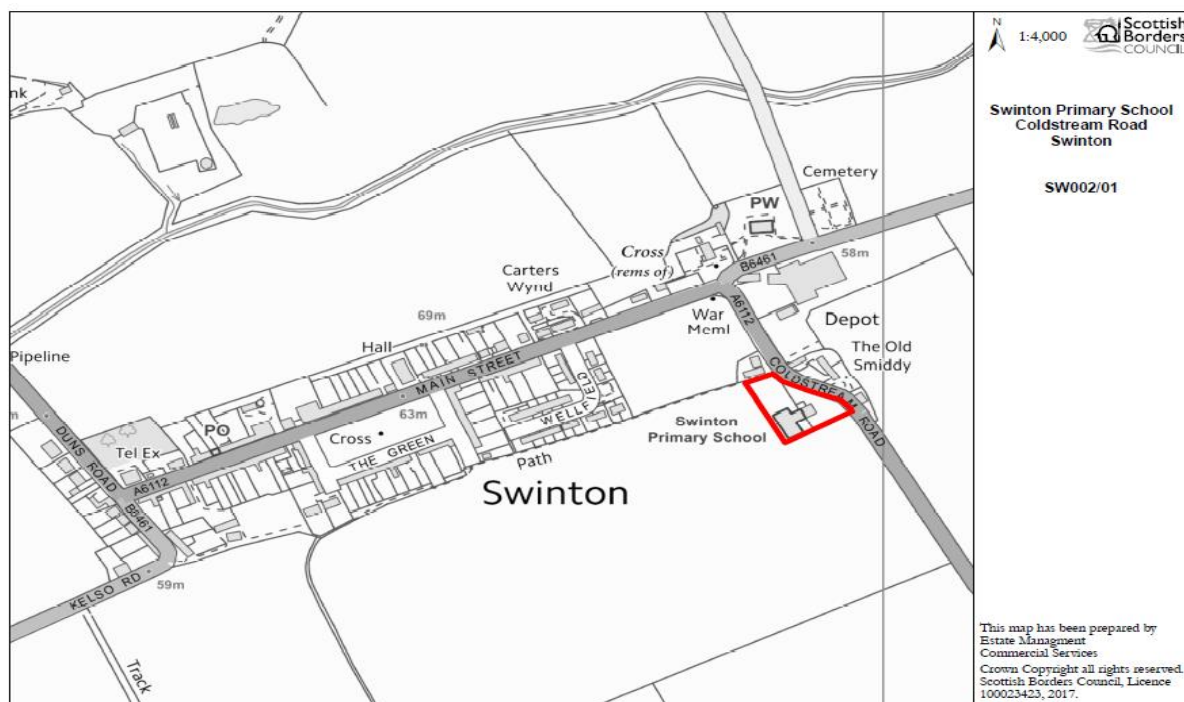 N
1:4,000
Scottish
Borders
COUNCIL
Swinton Primary School
Coldstream Road
Swinton
SW002/01
nk
Cemetery
PW
Cross
(rems of)
B6461
58m
Carters
Wynd
A6112
War
Meml
69m
Depot
Pipeline
Hall
MAIN STREET
The Old
Smiddy
COLDSTREAM ROAD
m
63m
WELLFIELD
Swinton
Primary School
PO
Cross
DUNS ROAD
Tel Ex
THE GREEN
Path
A6112
Swinton
B6461
KELSO RD
59m
Track
This map has been prepared by
Estate Managment
Commercial Services
Crown Copyright all rights reserved.
Scottish Borders Council, Licence
100023423, 2017.